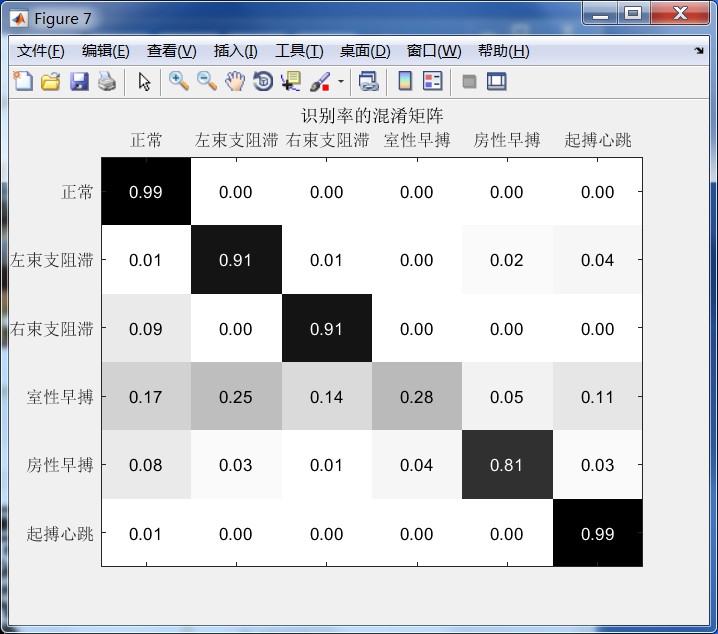 Figure 7
文件(F) 编辑(E) 查看(V) 插入(I) 工具(T) 桌面(D) 窗口(W) 帮助(H)
识别率的混淆矩阵
正常 左束支阻滞 右束支阻滞 室性早搏 房性早搏 起搏心跳
正常 0.99 0.00 0.00 0.00 0.00 0.00
左束支阻滞 0.01 0.91 0.01 0.00 0.02 0.04
右束支阻滞 0.09 0.00 0.91 0.00 0.00 0.00
室性早搏 0.17 0.25 0.14 0.28 0.05 0.11
房性早搏 0.08 0.03 0.01 0.04 0.81 0.03
起搏心跳 0.01 0.00 0.00 0.00 0.00 0.99